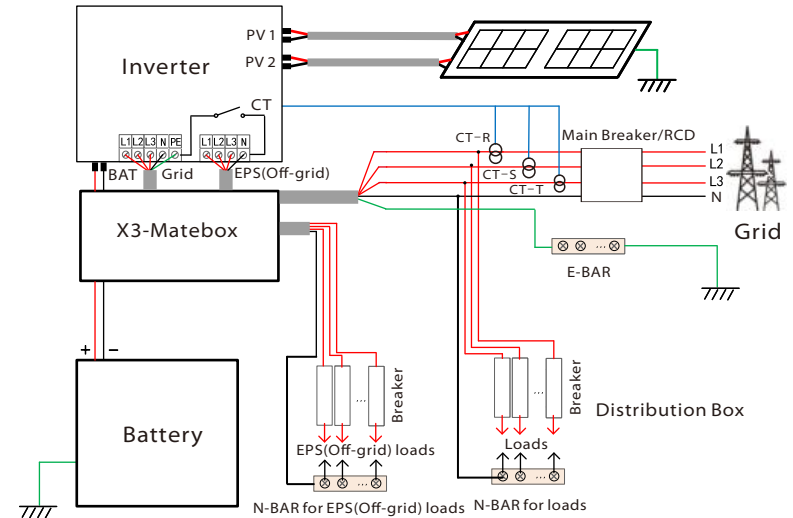 PV 1
PV 2
Inverter
CT
L1 L2 L3 N PE
L1 L2 L3 N
BAT
Grid
EPS(Off-grid)
CT-R
CT-S
CT-T
Main Breaker/RCD
L1
L2
L3
N
Grid
X3-Matebox
E-BAR
+
−
Battery
...
Breaker
EPS(Off-grid) loads
...
N-BAR for EPS(Off-grid) loads
...
Breaker
Distribution Box
Loads
...
N-BAR for loads
...